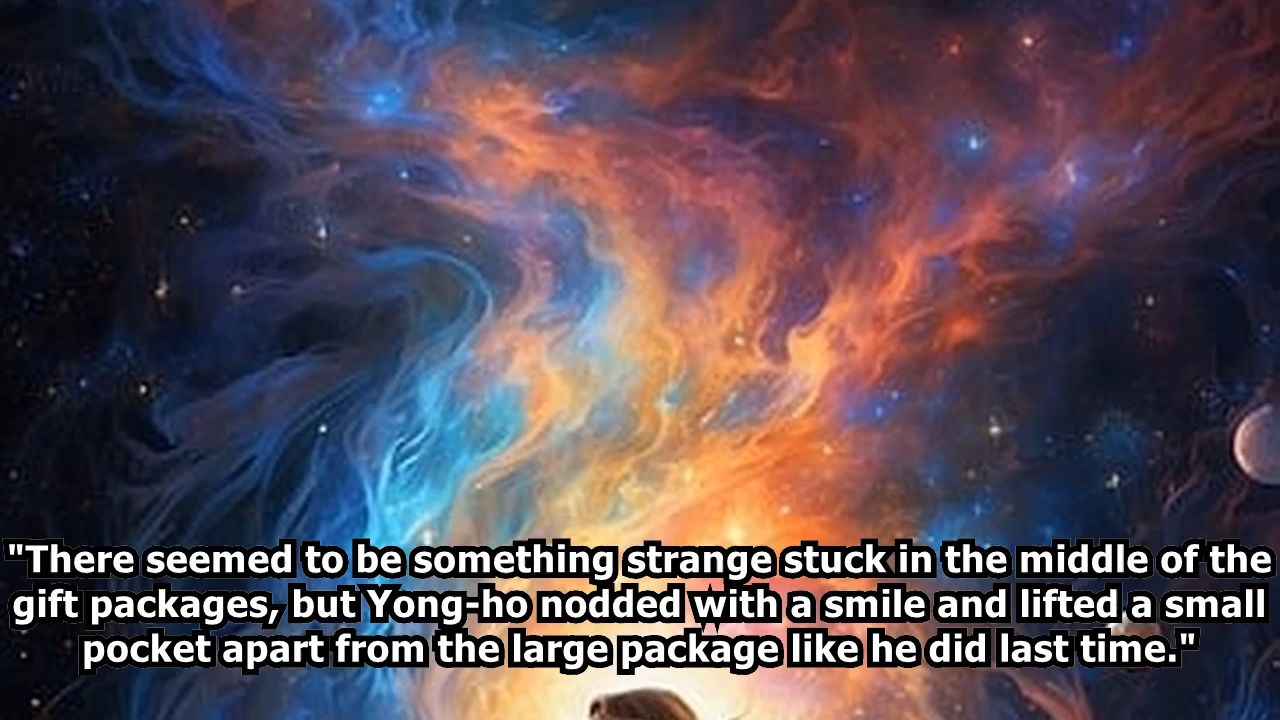 "There seemed to be something strange stuck in the middle of the
gift packages, but Yong-ho nodded with a smile and lifted a small
pocket apart from the large package like he did last time."